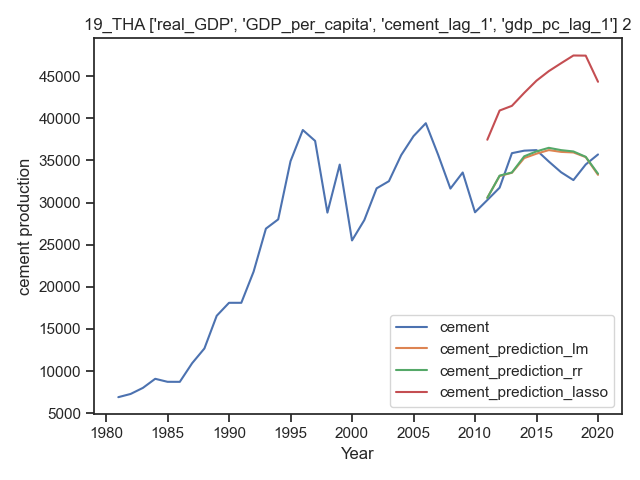 19_THA ['real_GDP', 'GDP_per_capita', 'cement_lag_1', 'gdp_pc_lag_1'] 2
45000
40000
35000
30000
25000
20000
15000
10000
5000
cement production
cement
cement_prediction_lm
cement_prediction_rr
cement_prediction_lasso
1980 1985 1990 1995 2000 2005 2010 2015 2020
Year